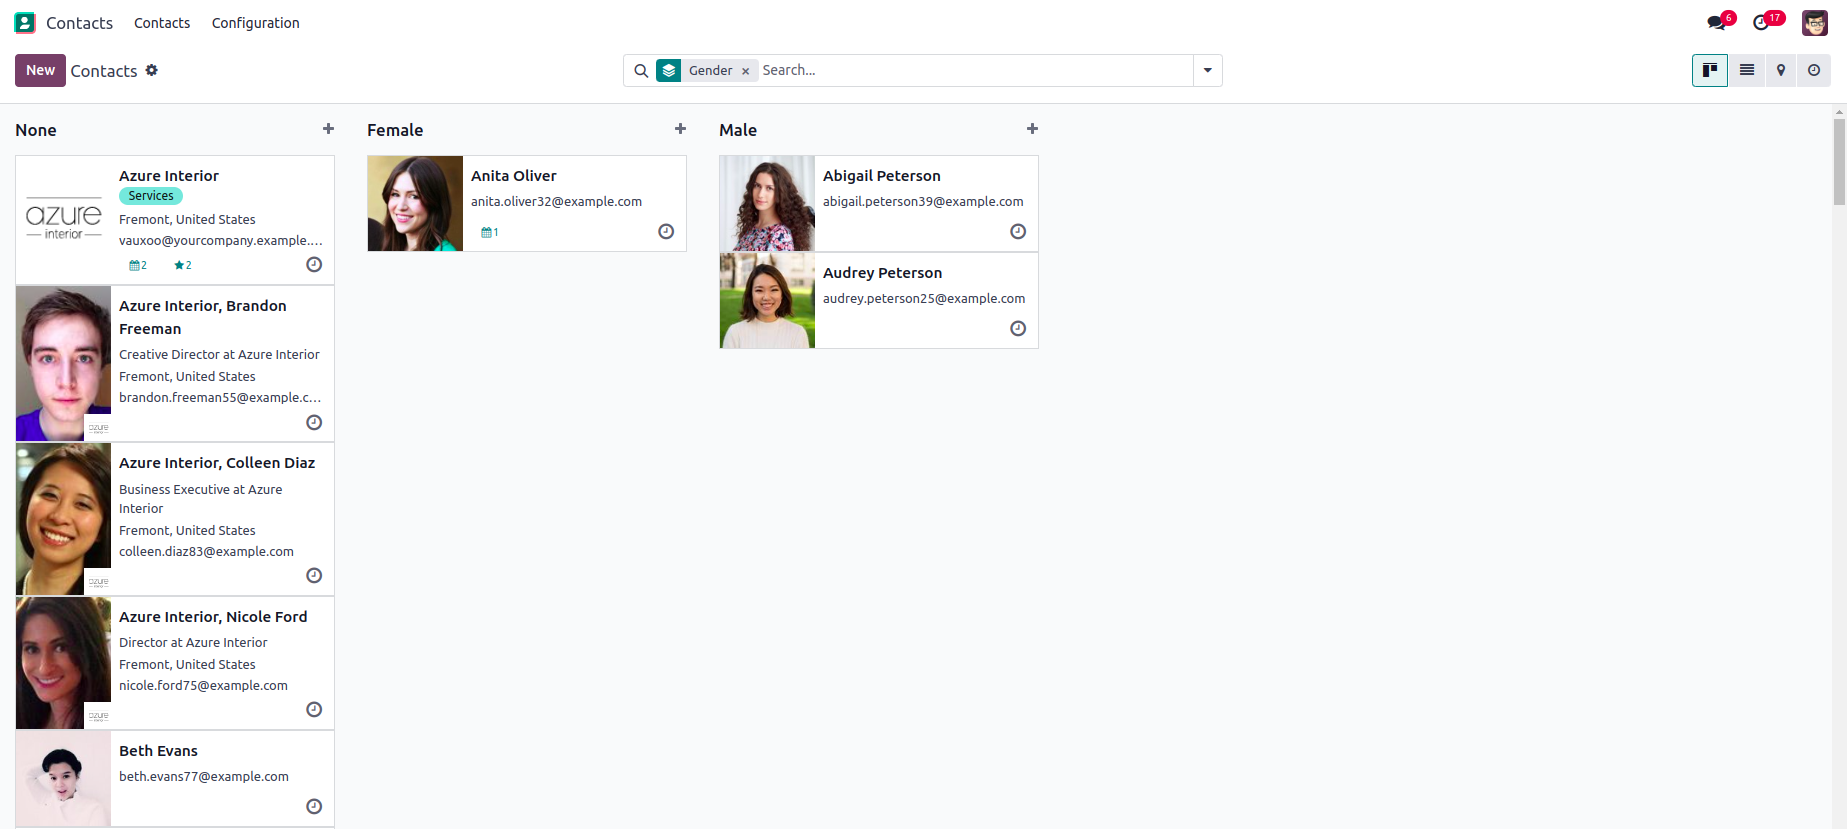 Contacts Contacts Configuration 6 17
New Contacts Gender × Search...
None
azure
interior
Azure Interior
Services
Fremont, United States
vauxoo@yourcompany.example....
2 2
Azure Interior, Brandon
Freeman
Creative Director at Azure Interior
Fremont, United States
brandon.freeman55@example.c...
azure
Azure Interior, Colleen Diaz
Business Executive at Azure
Interior
Fremont, United States
colleen.diaz83@example.com
azure
Azure Interior, Nicole Ford
Director at Azure Interior
Fremont, United States
nicole.ford75@example.com
azure
Beth Evans
beth.evans77@example.com
Female
Anita Oliver
anita.oliver32@example.com
1
Male
Abigail Peterson
abigail.peterson39@example.com
Audrey Peterson
audrey.peterson25@example.com